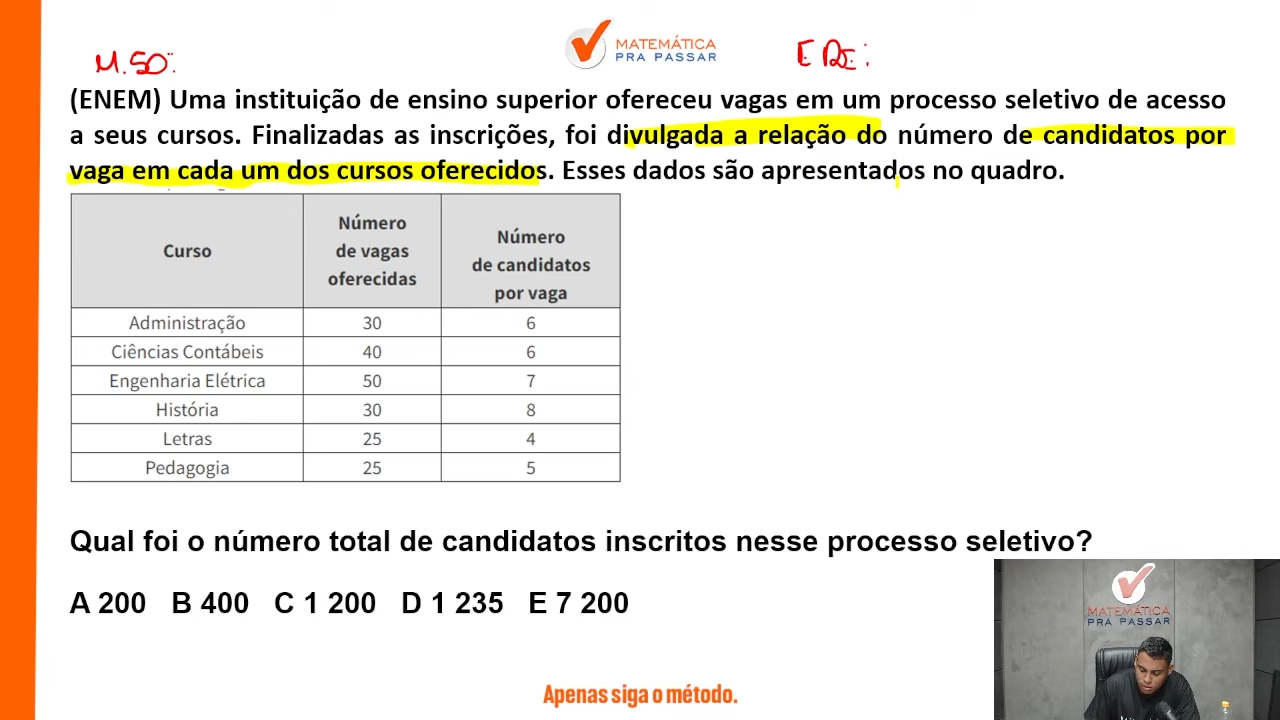 M.SO:
MATEMÁTICA
PRA PASSAR
(ENEM) Uma instituição de ensino superior ofereceu vagas em um processo seletivo de acesso
a seus cursos. Finalizadas as inscrições, foi divulgada a relação do número de candidatos por
vaga em cada um dos cursos oferecidos. Esses dados são apresentados no quadro.
Curso
Número
de vagas
oferecidas
Número
de candidatos
por vaga
Administração 30 6
Ciências Contábeis 40 6
Engenharia Elétrica 50 7
História 30 8
Letras 25 4
Pedagogia 25 5
Qual foi o número total de candidatos inscritos nesse processo seletivo?
A 200 B 400 C 1 200 D 1 235 E 7 200
MATEMÁTICA
PRA PASSAR
Apenas siga o método.